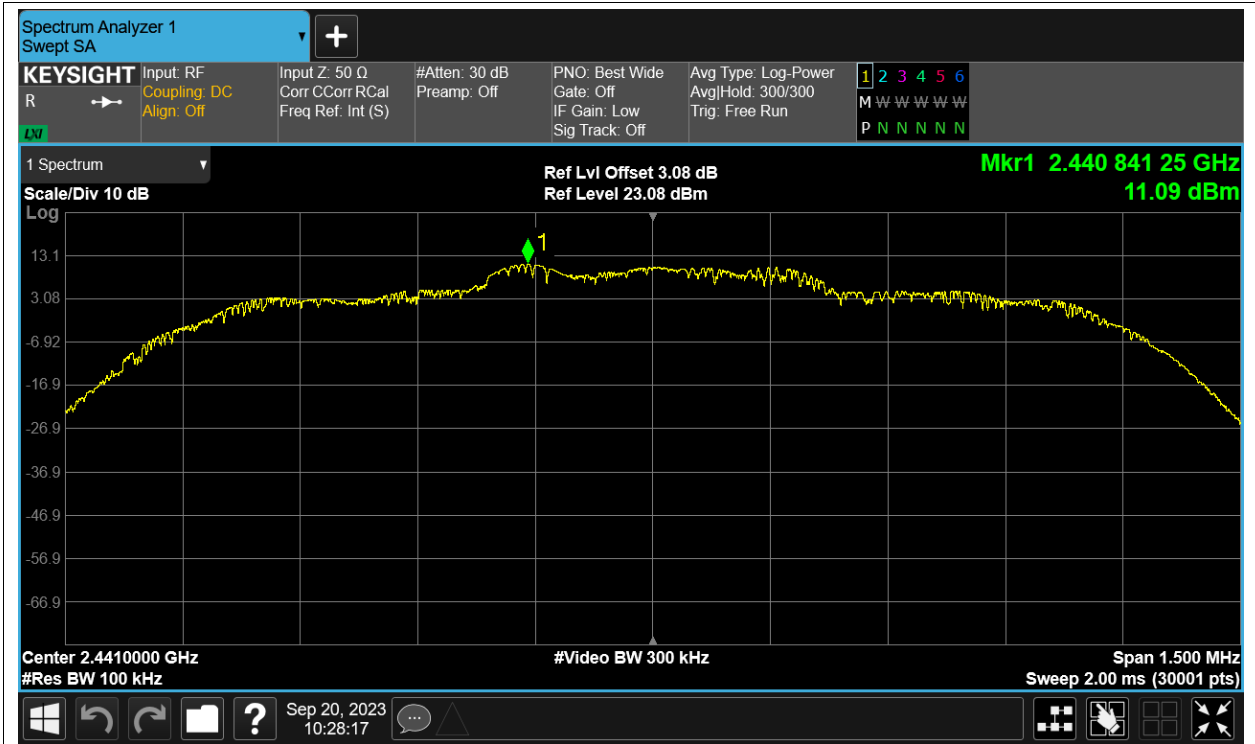 Spectrum Analyzer 1
Swept SA
+
KEYSIGHT
R
LXI
Input: RF
Coupling: DC
Align: Off
Input Z: 50 Ω
Corr CCorr RCal
Freq Ref: Int (S)
#Atten: 30 dB
Preamp: Off
PNO: Best Wide
Gate: Off
IF Gain: Low
Sig Track: Off
Avg Type: Log-Power
Avg|Hold: 300/300
Trig: Free Run
1 2 3 4 5 6
M W W W W W
P N N N N N
1 Spectrum
Scale/Div 10 dB
Log
Ref Lvl Offset 3.08 dB
Ref Level 23.08 dBm
Mkr1 2.440 841 25 GHz
11.09 dBm
1
13.1
3.08
-6.92
-16.9
-26.9
-36.9
-46.9
-56.9
-66.9
Center 2.4410000 GHz
#Res BW 100 kHz
#Video BW 300 kHz
Span 1.500 MHz
Sweep 2.00 ms (30001 pts)
?
Sep 20, 2023
10:28:17